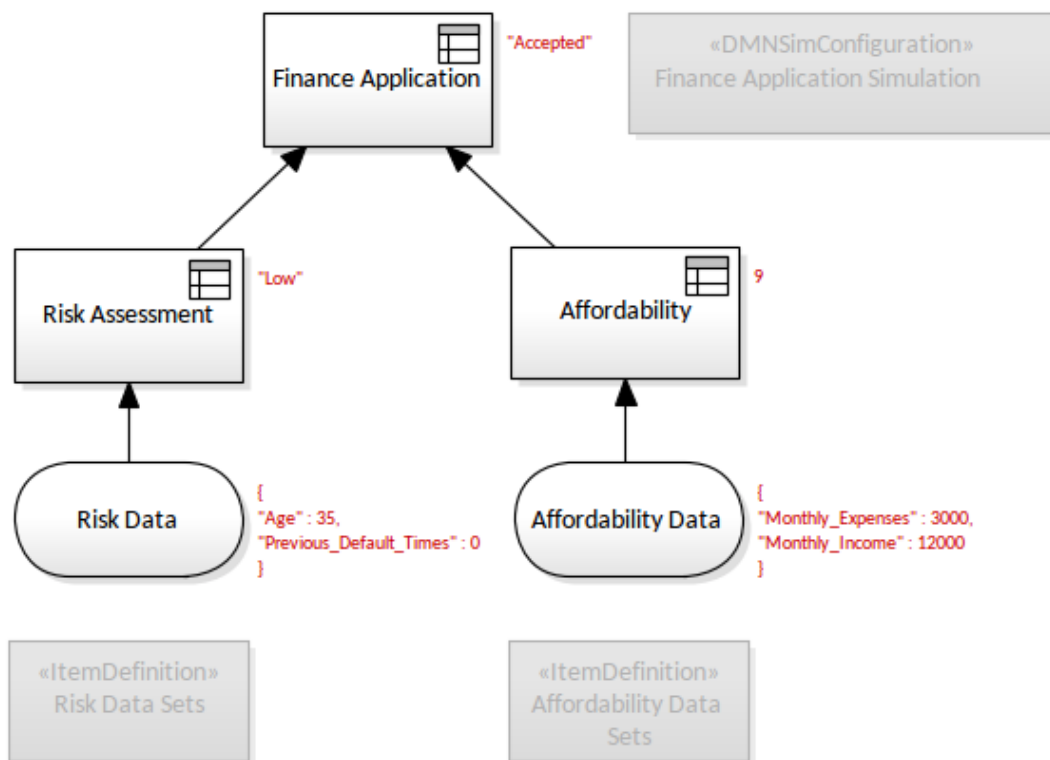 "Accepted"
«DMNSimConfiguration»
Finance Application
Finance Application Simulation
"Low"
9
Risk Assessment
Affordability
{
"Age" : 35,
"Previous_Default_Times" : 0
}
Risk Data
{
"Monthly_Expenses" : 3000,
"Monthly_Income" : 12000
}
Affordability Data
«ItemDefinition»
Risk Data Sets
«ItemDefinition»
Affordability Data
Sets